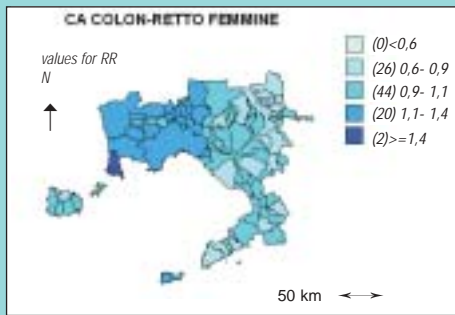 CA COLON-RETTO FEMMINE
values for RR
N
(0)<0,6
(26) 0,6- 0,9
(44) 0,9- 1,1
(20) 1,1- 1,4
(2)>=1,4
50 km